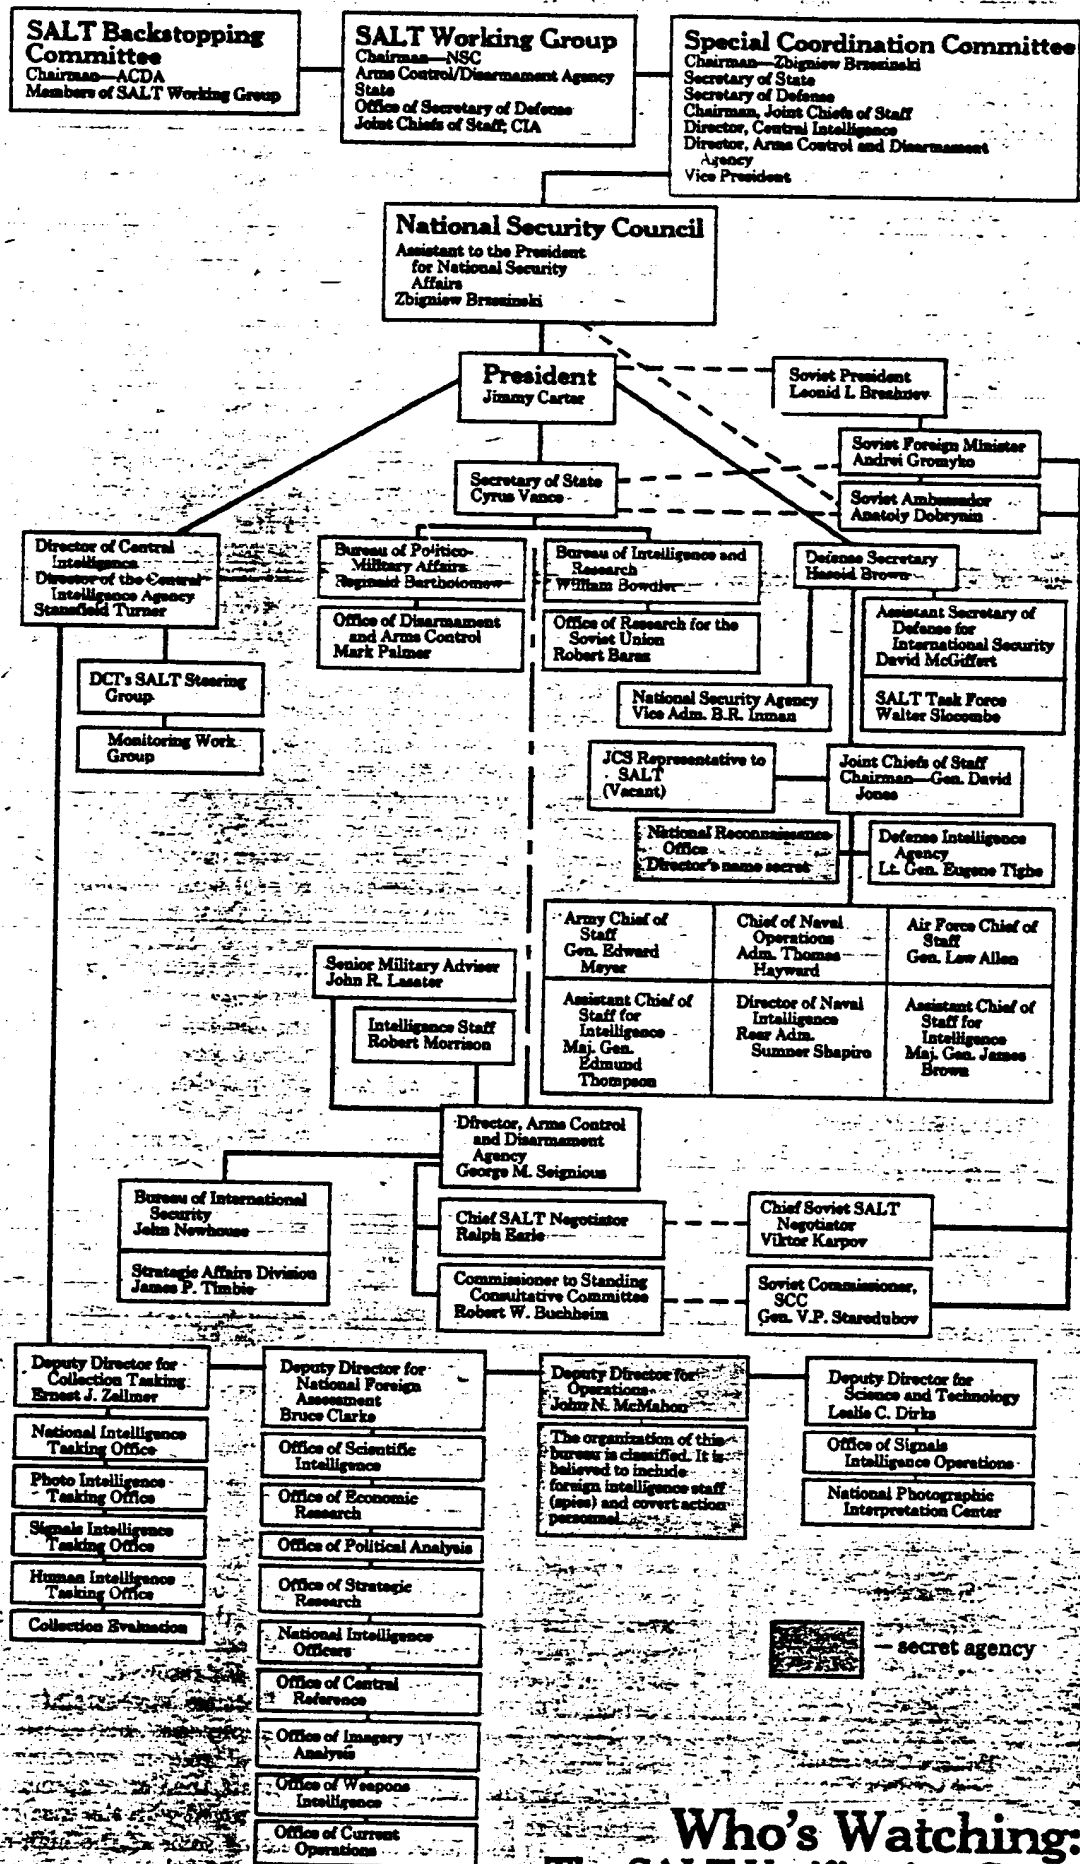 SALT Backstopping
Committee
Chairman—ACDA
Members of SALT Working Group
SALT Working Group
Chairman—NSC
Arms Control/Disarmament Agency
State
Office of Secretary of Defense
Joint Chiefs of Staff; CIA
Special Coordination Committee
Chairman—Zbigniew Brzezinski
Secretary of State
Secretary of Defense
Chairman, Joint Chiefs of Staff
Director, Central Intelligence
Director, Arms Control and Disarmament
Agency
Vice President
National Security Council
Assistant to the President
for National Security
Affairs
Zbigniew Brzezinski
President
Jimmy Carter
Soviet President
Leonid I. Brezhnev
Soviet Foreign Minister
Andrei Gromyko
Secretary of State
Cyrus Vance
Soviet Ambassador
Anatoly Dobrynin
Director of Central
Intelligence
Director of the Central
Intelligence Agency
Stansfield Turner
Bureau of Politico-
Military Affairs
Reginald Bartholomew
Bureau of Intelligence and
Research
William Bowdler
Defense Secretary
Harold Brown
Office of Disarmament
and Arms Control
Mark Palmer
Office of Research for the
Soviet Union
Robert Baraz
Assistant Secretary of
Defense for
International Security
David McGiffert
DCI's SALT Steering
Group
National Security Agency
Vice Adm. B.R. Inman
SALT Task Force
Walter Slocombe
Monitoring Work
Group
JCS Representative to
SALT
(Vacant)
Joint Chiefs of Staff
Chairman—Gen. David
Jones
National Reconnaissance
Office
Director's name secret
Defense Intelligence
Agency
Lt. Gen. Eugene Tighe
Army Chief of
Staff
Gen. Edward
Meyer
Chief of Naval
Operations
Adm. Thomas
Hayward
Air Force Chief of
Staff
Gen. Lew Allen
Senior Military Adviser
John R. Lasater
Assistant Chief of
Staff for
Intelligence
Maj. Gen.
Edmund
Thompson
Director of Naval
Intelligence
Rear Adm.
Sumner Shapiro
Assistant Chief of
Staff for
Intelligence
Maj. Gen. James
Brown
Intelligence Staff
Robert Morrison
Director, Arms Control
and Disarmament
Agency
George M. Seignious
Bureau of International
Security
John Newhouse
Chief SALT Negotiator
Ralph Earle
Chief Soviet SALT
Negotiator
Viktor Karpov
Strategic Affairs Division
James P. Timbie
Commissioner to Standing
Consultative Committee
Robert W. Buchheim
Soviet Commissioner,
SCC
Gen. V.P. Starodubov
Deputy Director for
Collection Tasking
Ernest J. Zellmer
Deputy Director for
National Foreign
Assessment
Bruce Clarke
Deputy Director for
Operations
John N. McMahon
Deputy Director for
Science and Technology
Leslie C. Dirks
National Intelligence
Tasking Office
Photo Intelligence
Tasking Office
Signals Intelligence
Tasking Office
Human Intelligence
Tasking Office
Collection Evaluation
Office of Scientific
Intelligence
Office of Economic
Research
Office of Political Analysis
Office of Strategic
Research
National Intelligence
Officers
Office of Central
Reference
Office of Imagery
Analysis
Office of Weapons
Intelligence
Office of Current
Operations
The organization of this
bureau is classified. It is
believed to include
foreign intelligence staff
(spies) and covert action
personnel.
Office of Signals
Intelligence Operations
National Photographic
Interpretation Center
— secret agency
Who's Watching:
The SALT